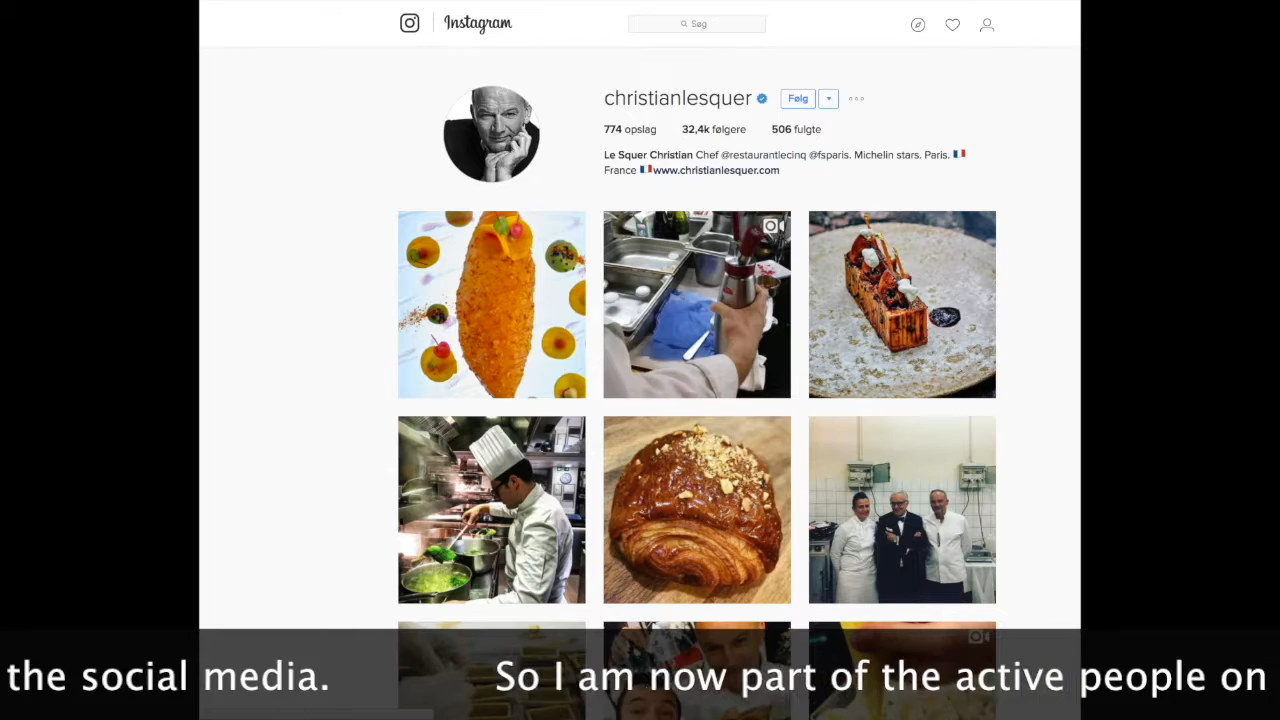 Instagram
Søg
christianlesquer
Følg
774 opslag 32,4k følgere 506 fulgte
Le Squer Christian Chef @restaurantlecinq @fsparis. Michelin stars. Paris. 🇫🇷
France 🇫🇷www.christianlesquer.com
the social media. So I am now part of the active people on